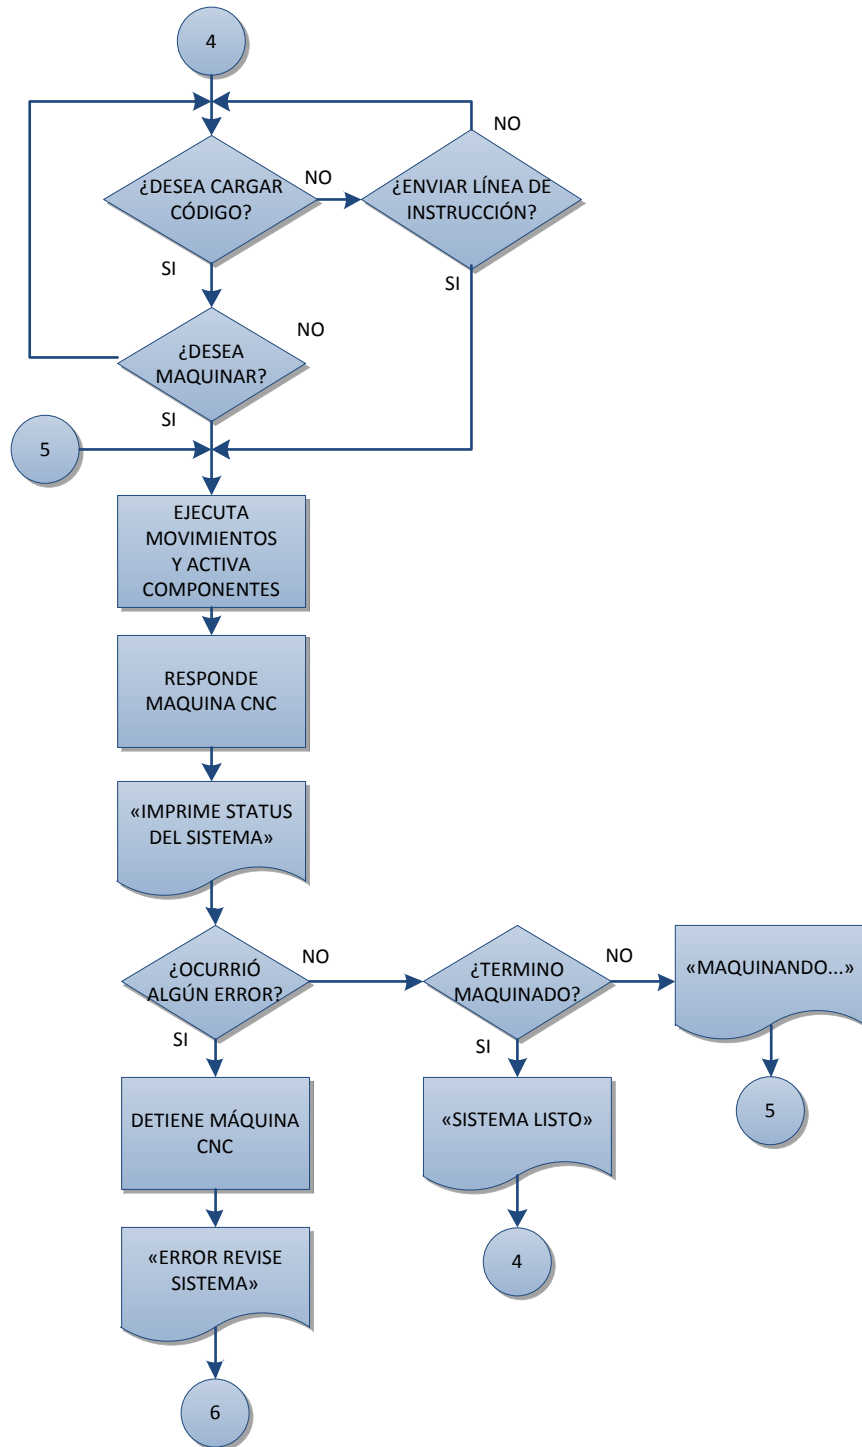 4
NO
¿DESEA CARGAR
CÓDIGO?
NO
¿ENVIAR LÍNEA DE
INSTRUCCIÓN?
SI
SI
NO
¿DESEA
MAQUINAR?
SI
5
EJECUTA
MOVIMIENTOS
Y ACTIVA
COMPONENTES
RESPONDE
MAQUINA CNC
«IMPRIME STATUS
DEL SISTEMA»
¿OCURRIÓ
ALGÚN ERROR?
NO
¿TERMINO
MAQUINADO?
NO
«MAQUINANDO...»
SI
SI
DETIENE MÁQUINA
CNC
«SISTEMA LISTO»
5
«ERROR REVISE
SISTEMA»
4
6